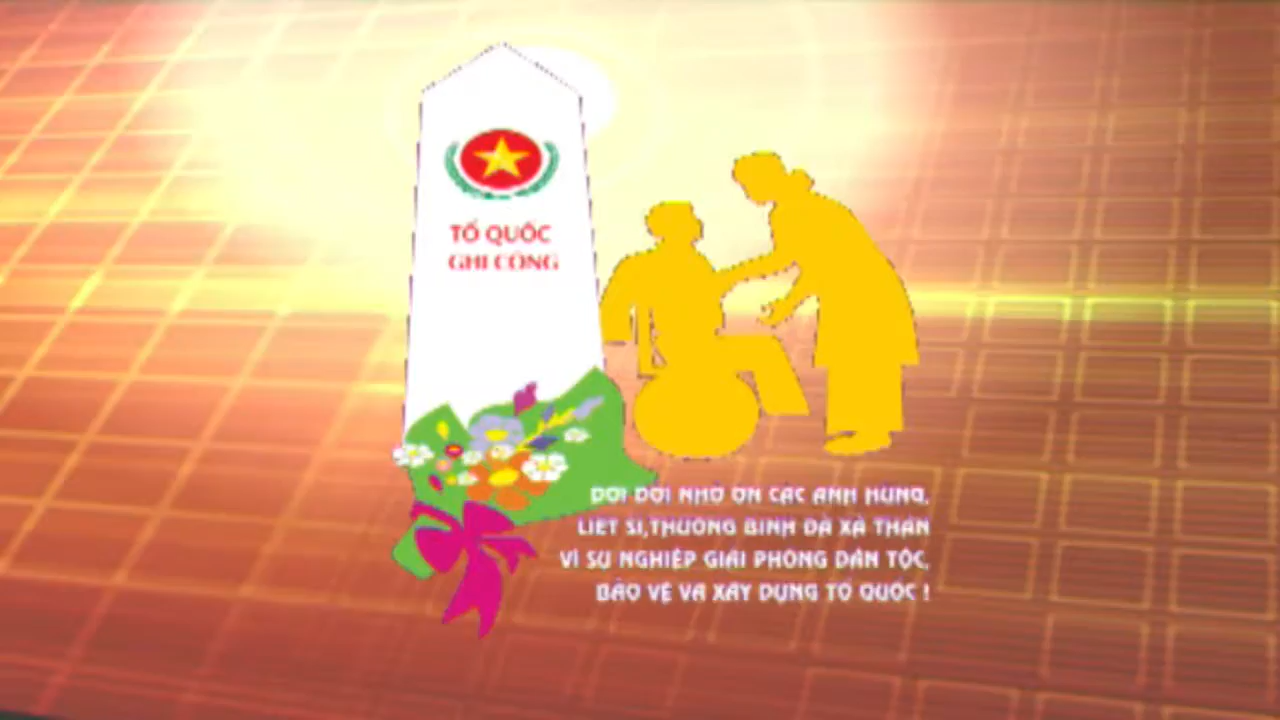 TỔ QUỐC
GHI CÔNG
ĐỜI ĐỜI NHỚ ƠN CÁC ANH HÙNG,
LIỆT SĨ,THƯƠNG BINH ĐÃ XẢ THÂN
VÌ SỰ NGHIỆP GIẢI PHÓNG DÂN TỘC,
BẢO VỆ VÀ XÂY DỰNG TỔ QUỐC !